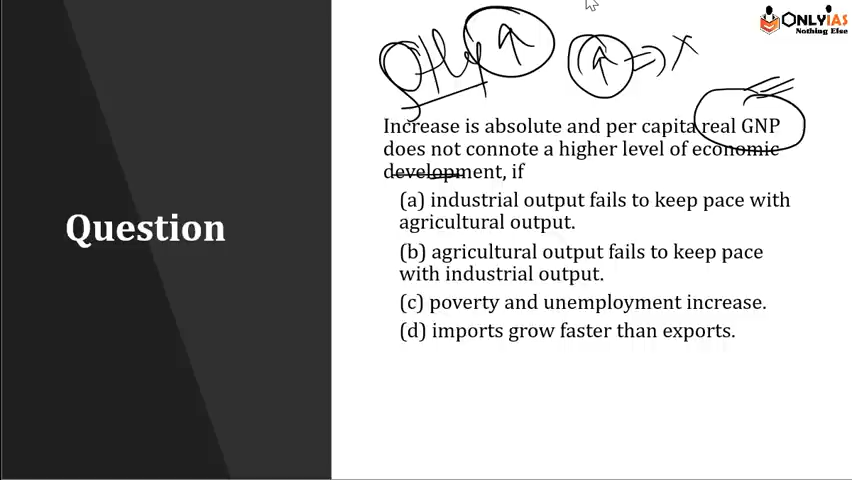 ONLYIAS
Nothing Else
Increase is absolute and per capita real GNP
does not connote a higher level of economic
development, if
(a) industrial output fails to keep pace with
agricultural output.
Question
(b) agricultural output fails to keep pace
with industrial output.
(c) poverty and unemployment increase.
(d) imports grow faster than exports.